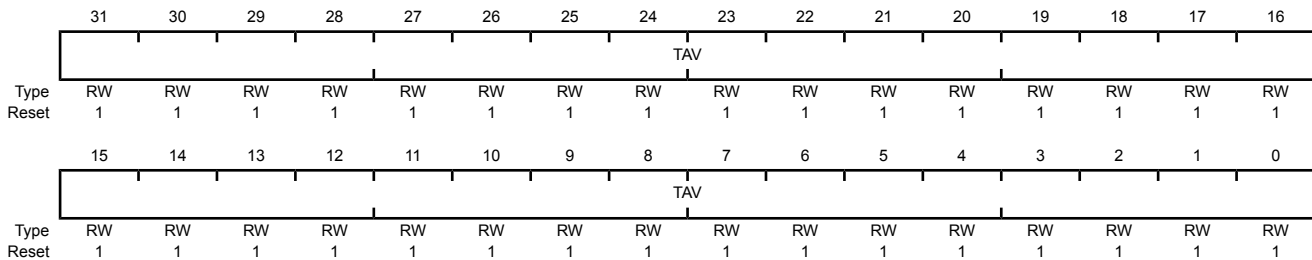 31 30 29 28 27 26 25 24 23 22 21 20 19 18 17 16
TAV
Type RW RW RW RW RW RW RW RW RW RW RW RW RW RW RW RW
Reset 1 1 1 1 1 1 1 1 1 1 1 1 1 1 1 1
15 14 13 12 11 10 9 8 7 6 5 4 3 2 1 0
TAV
Type RW RW RW RW RW RW RW RW RW RW RW RW RW RW RW RW
Reset 1 1 1 1 1 1 1 1 1 1 1 1 1 1 1 1